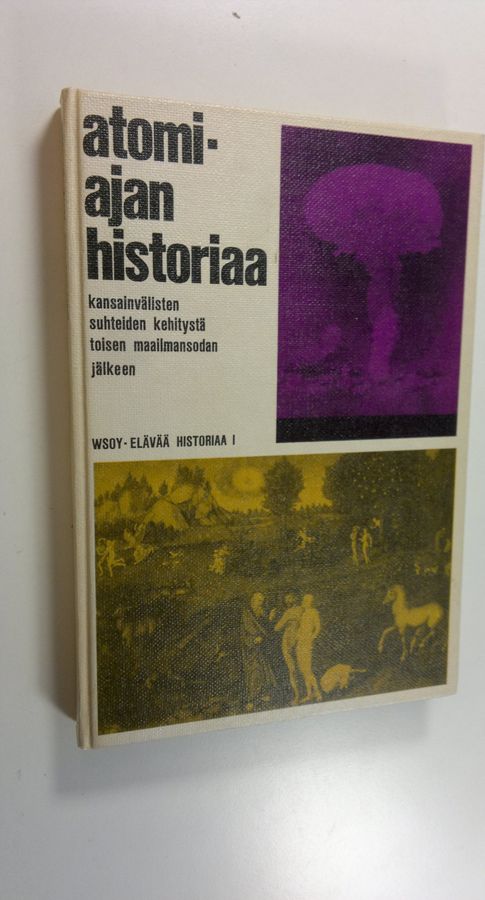 atomi-
ajan
historiaa
kansainvälisten
suhteiden kehitystä
toisen maailmansodan
jälkeen
WSOY · ELÄVÄÄ HISTORIAA I